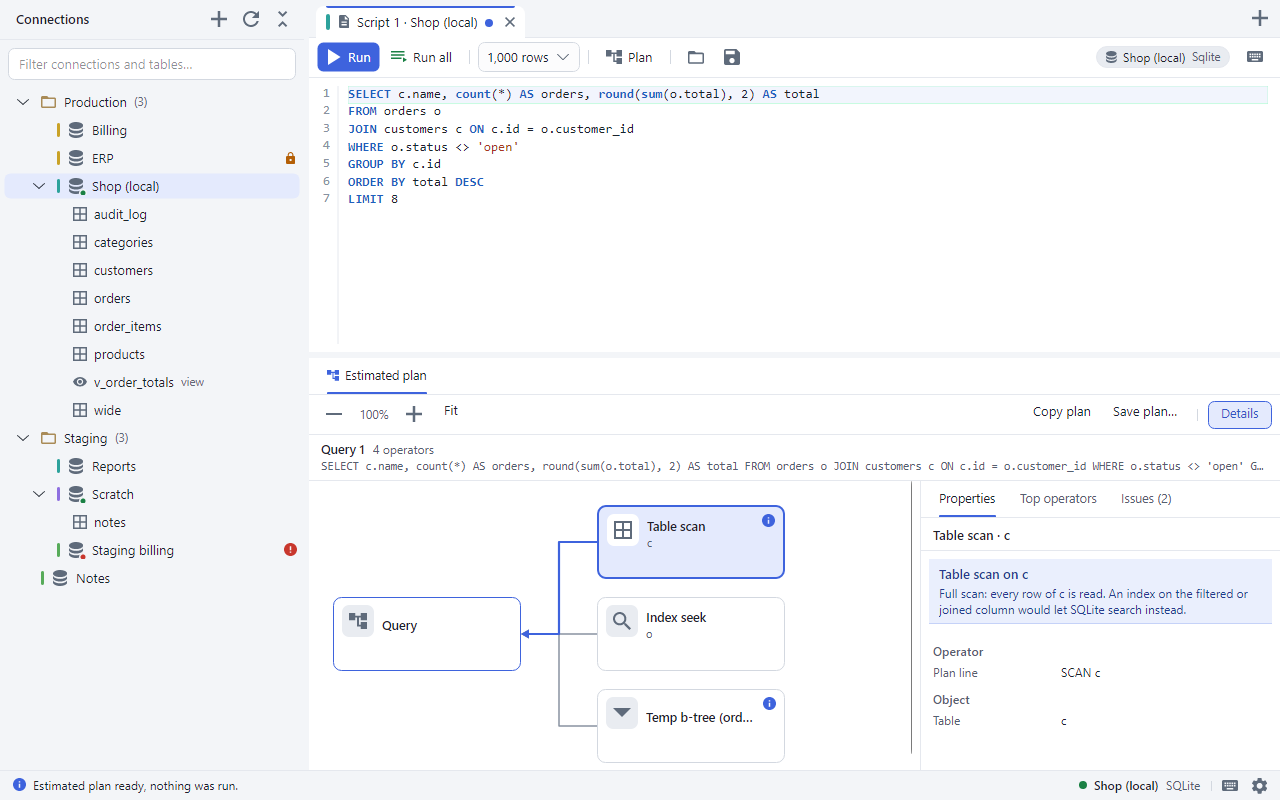 Connections
Filter connections and tables...
Production (3)
Billing
ERP
Shop (local)
audit_log
categories
customers
orders
order_items
products
v_order_totals view
wide
Staging (3)
Reports
Scratch
notes
Staging billing
Notes
Script 1 · Shop (local)
Run
Run all
1,000 rows
Plan
Shop (local) Sqlite
1 SELECT c.name, count(*) AS orders, round(sum(o.total), 2) AS total
2 FROM orders o
3 JOIN customers c ON c.id = o.customer_id
4 WHERE o.status <> 'open'
5 GROUP BY c.id
6 ORDER BY total DESC
7 LIMIT 8
Estimated plan
100%
Fit
Copy plan
Save plan...
Details
Query 1 4 operators
SELECT c.name, count(*) AS orders, round(sum(o.total), 2) AS total FROM orders o JOIN customers c ON c.id = o.customer_id WHERE o.status <> 'open' G…
Query
Table scan
c
Index seek
o
Temp b-tree (ord…
Properties
Top operators
Issues (2)
Table scan · c
Table scan on c
Full scan: every row of c is read. An index on the filtered or
joined column would let SQLite search instead.
Operator
Plan line SCAN c
Object
Table c
Estimated plan ready, nothing was run.
Shop (local) SQLite